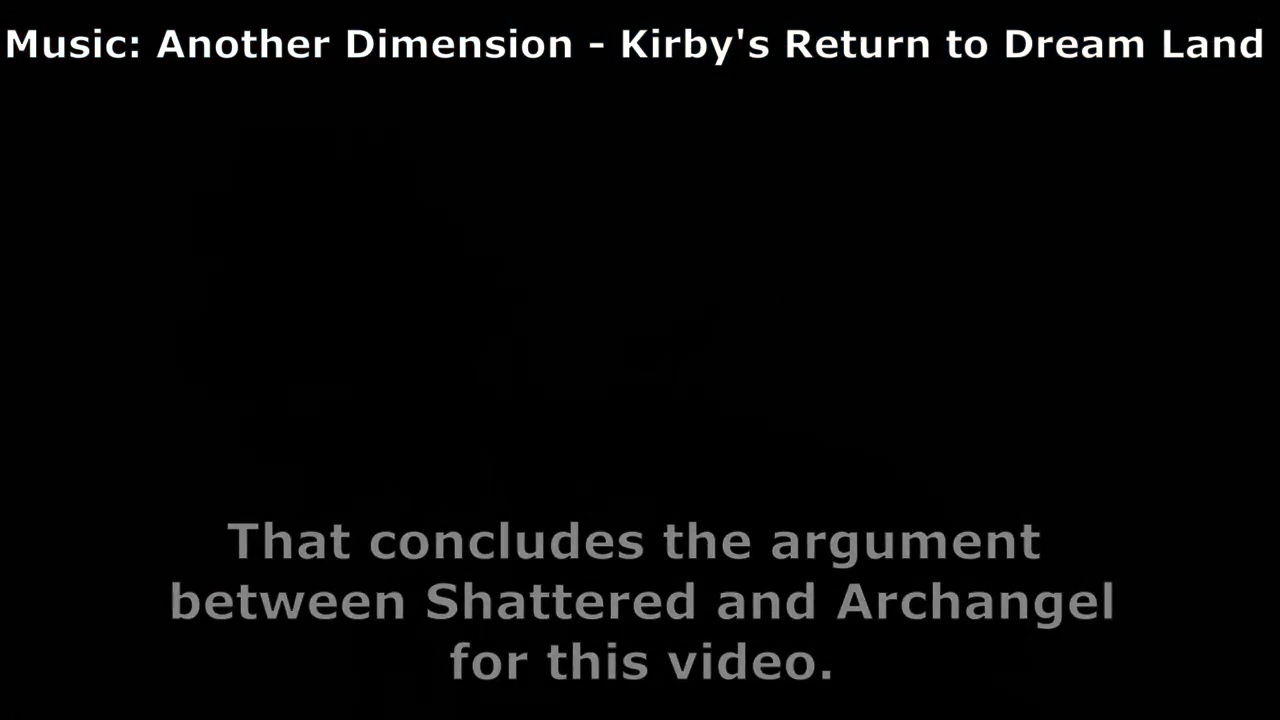 Music: Another Dimension - Kirby's Return to Dream Land
That concludes the argument
between Shattered and Archangel
for this video.